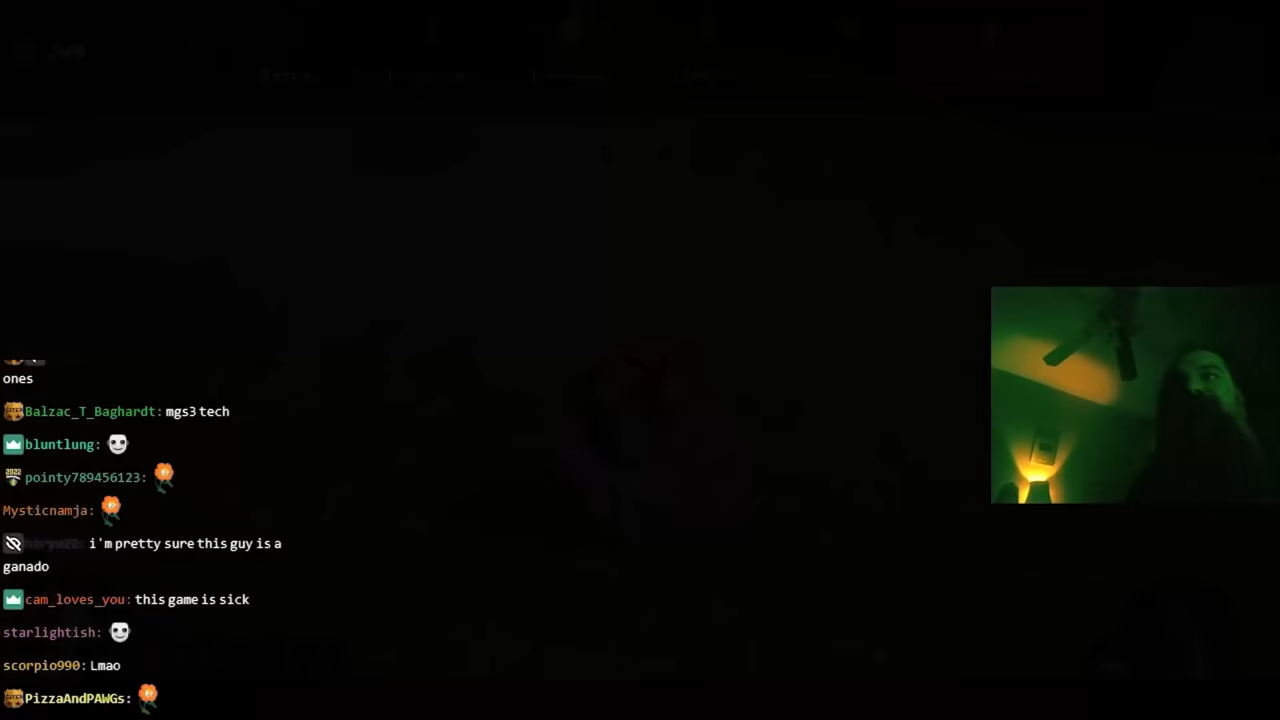 ones
Balzac_T_Baghardt: mgs3 tech
bluntlung:
pointy789456123:
Mysticnamja:
i'm pretty sure this guy is a
ganado
cam_loves_you: this game is sick
starlightish:
scorpio990: Lmao
PizzaAndPAWGs: